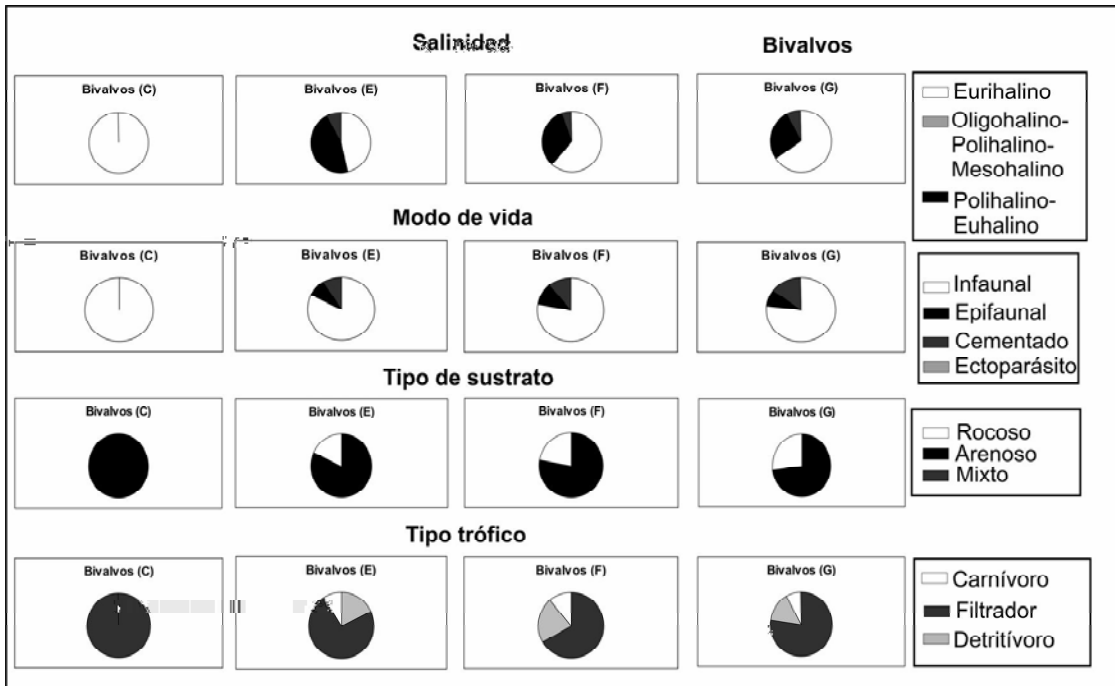 Salinidad
Bivalvos
Bivalvos (C)
Bivalvos (E)
Bivalvos (F)
Bivalvos (G)
Eurihalino
Oligohalino-
Polihalino-
Mesohalino
Polihalino-
Euhalino
Modo de vida
Bivalvos (C)
Bivalvos (E)
Bivalvos (F)
Bivalvos (G)
Infaunal
Epifaunal
Cementado
Ectoparásito
Tipo de sustrato
Bivalvos (C)
Bivalvos (E)
Bivalvos (F)
Bivalvos (G)
Rocoso
Arenoso
Mixto
Tipo trófico
Bivalvos (C)
Bivalvos (E)
Bivalvos (F)
Bivalvos (G)
Carnívoro
Filtrador
Detritívoro